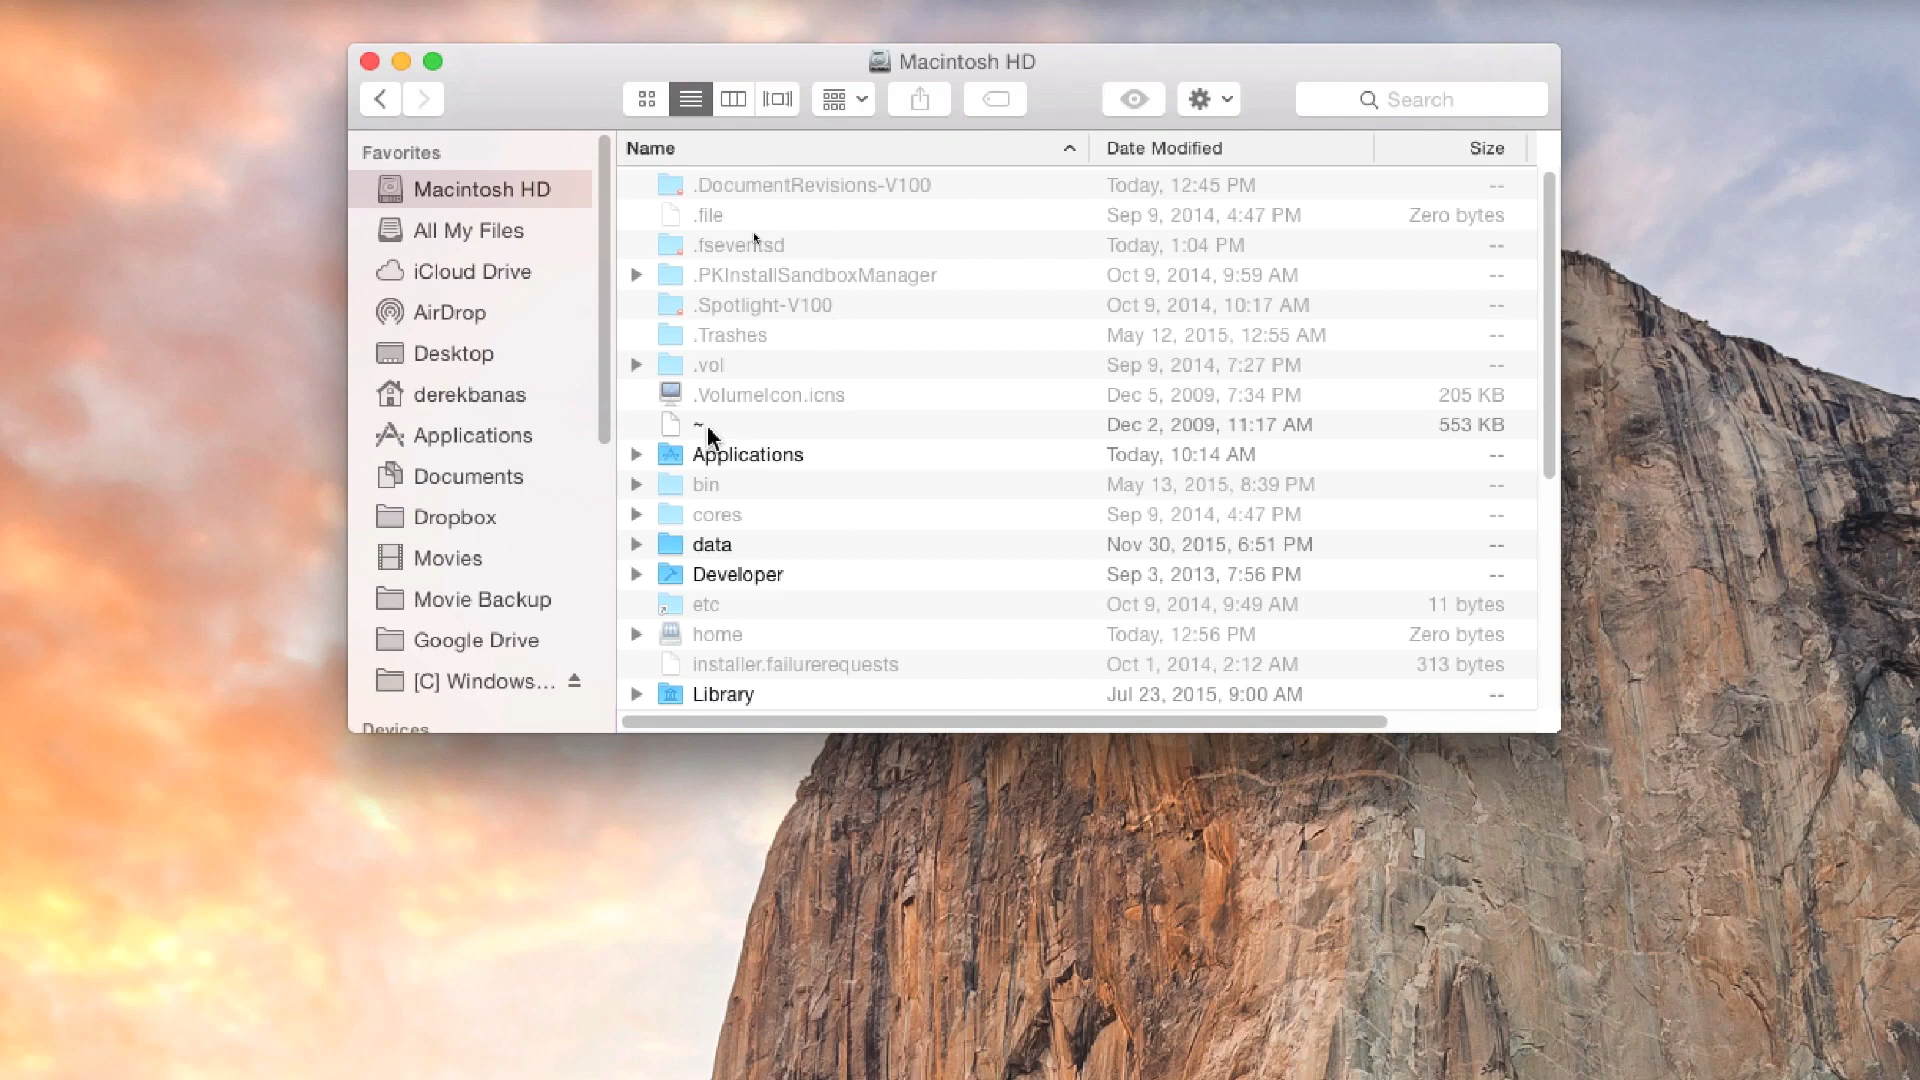 Macintosh HD
Search
Favorites
Macintosh HD
All My Files
iCloud Drive
AirDrop
Desktop
derekbanas
Applications
Documents
Dropbox
Movies
Movie Backup
Google Drive
[C] Windows...
Devices
Name Date Modified Size
.DocumentRevisions-V100 Today, 12:45 PM --
.file Sep 9, 2014, 4:47 PM Zero bytes
.fseventsd Today, 1:04 PM --
.PKInstallSandboxManager Oct 9, 2014, 9:59 AM --
.Spotlight-V100 Oct 9, 2014, 10:17 AM --
.Trashes May 12, 2015, 12:55 AM --
.vol Sep 9, 2014, 7:27 PM --
.VolumeIcon.icns Dec 5, 2009, 7:34 PM 205 KB
~ Dec 2, 2009, 11:17 AM 553 KB
Applications Today, 10:14 AM --
bin May 13, 2015, 8:39 PM --
cores Sep 9, 2014, 4:47 PM --
data Nov 30, 2015, 6:51 PM --
Developer Sep 3, 2013, 7:56 PM --
etc Oct 9, 2014, 9:49 AM 11 bytes
home Today, 12:56 PM Zero bytes
installer.failurerequests Oct 1, 2014, 2:12 AM 313 bytes
Library Jul 23, 2015, 9:00 AM --